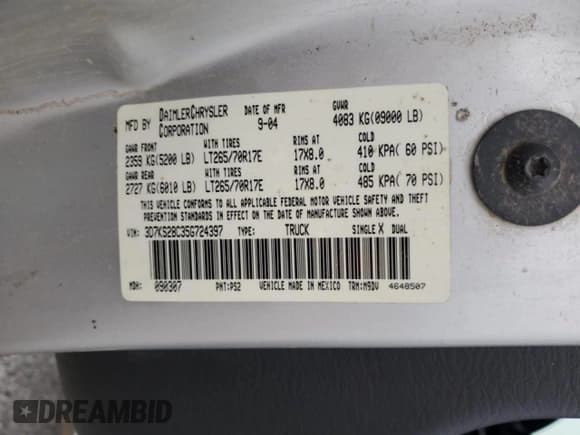 MFD BY DAIMLERCHRYSLER CORPORATION DATE OF MFR 9-04 GVWR 4083 KG(09000 LB)
GAWR FRONT WITH TIRES RIMS AT COLD
2359 KG(5200 LB) LT265/70R17E 17X8.0 410 KPA( 60 PSI)
GAWR REAR WITH TIRES RIMS AT COLD
2727 KG(6010 LB) LT265/70R17E 17X8.0 485 KPA( 70 PSI)
THIS VEHICLE CONFORMS TO ALL APPLICABLE FEDERAL MOTOR VEHICLE SAFETY AND THEFT
PREVENTION STANDARDS IN EFFECT ON THE DATE OF MANUFACTURE SHOWN ABOVE.
VIN: 3D7KS28C35G724397 TYPE: TRUCK SINGLE X DUAL
MDH: 090307 PNT:PS2 VEHICLE MADE IN MEXICO TRM:M9DV 4648507
DREAMBID